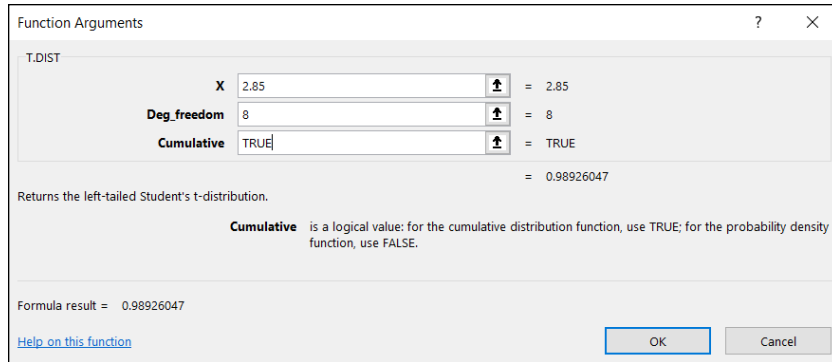 Function Arguments ? ×
T.DIST
X 2.85 = 2.85
Deg_freedom 8 = 8
Cumulative TRUE = TRUE
= 0.98926047
Returns the left-tailed Student's t-distribution.
Cumulative is a logical value: for the cumulative distribution function, use TRUE; for the probability density
function, use FALSE.
Formula result = 0.98926047
Help on this function OK Cancel